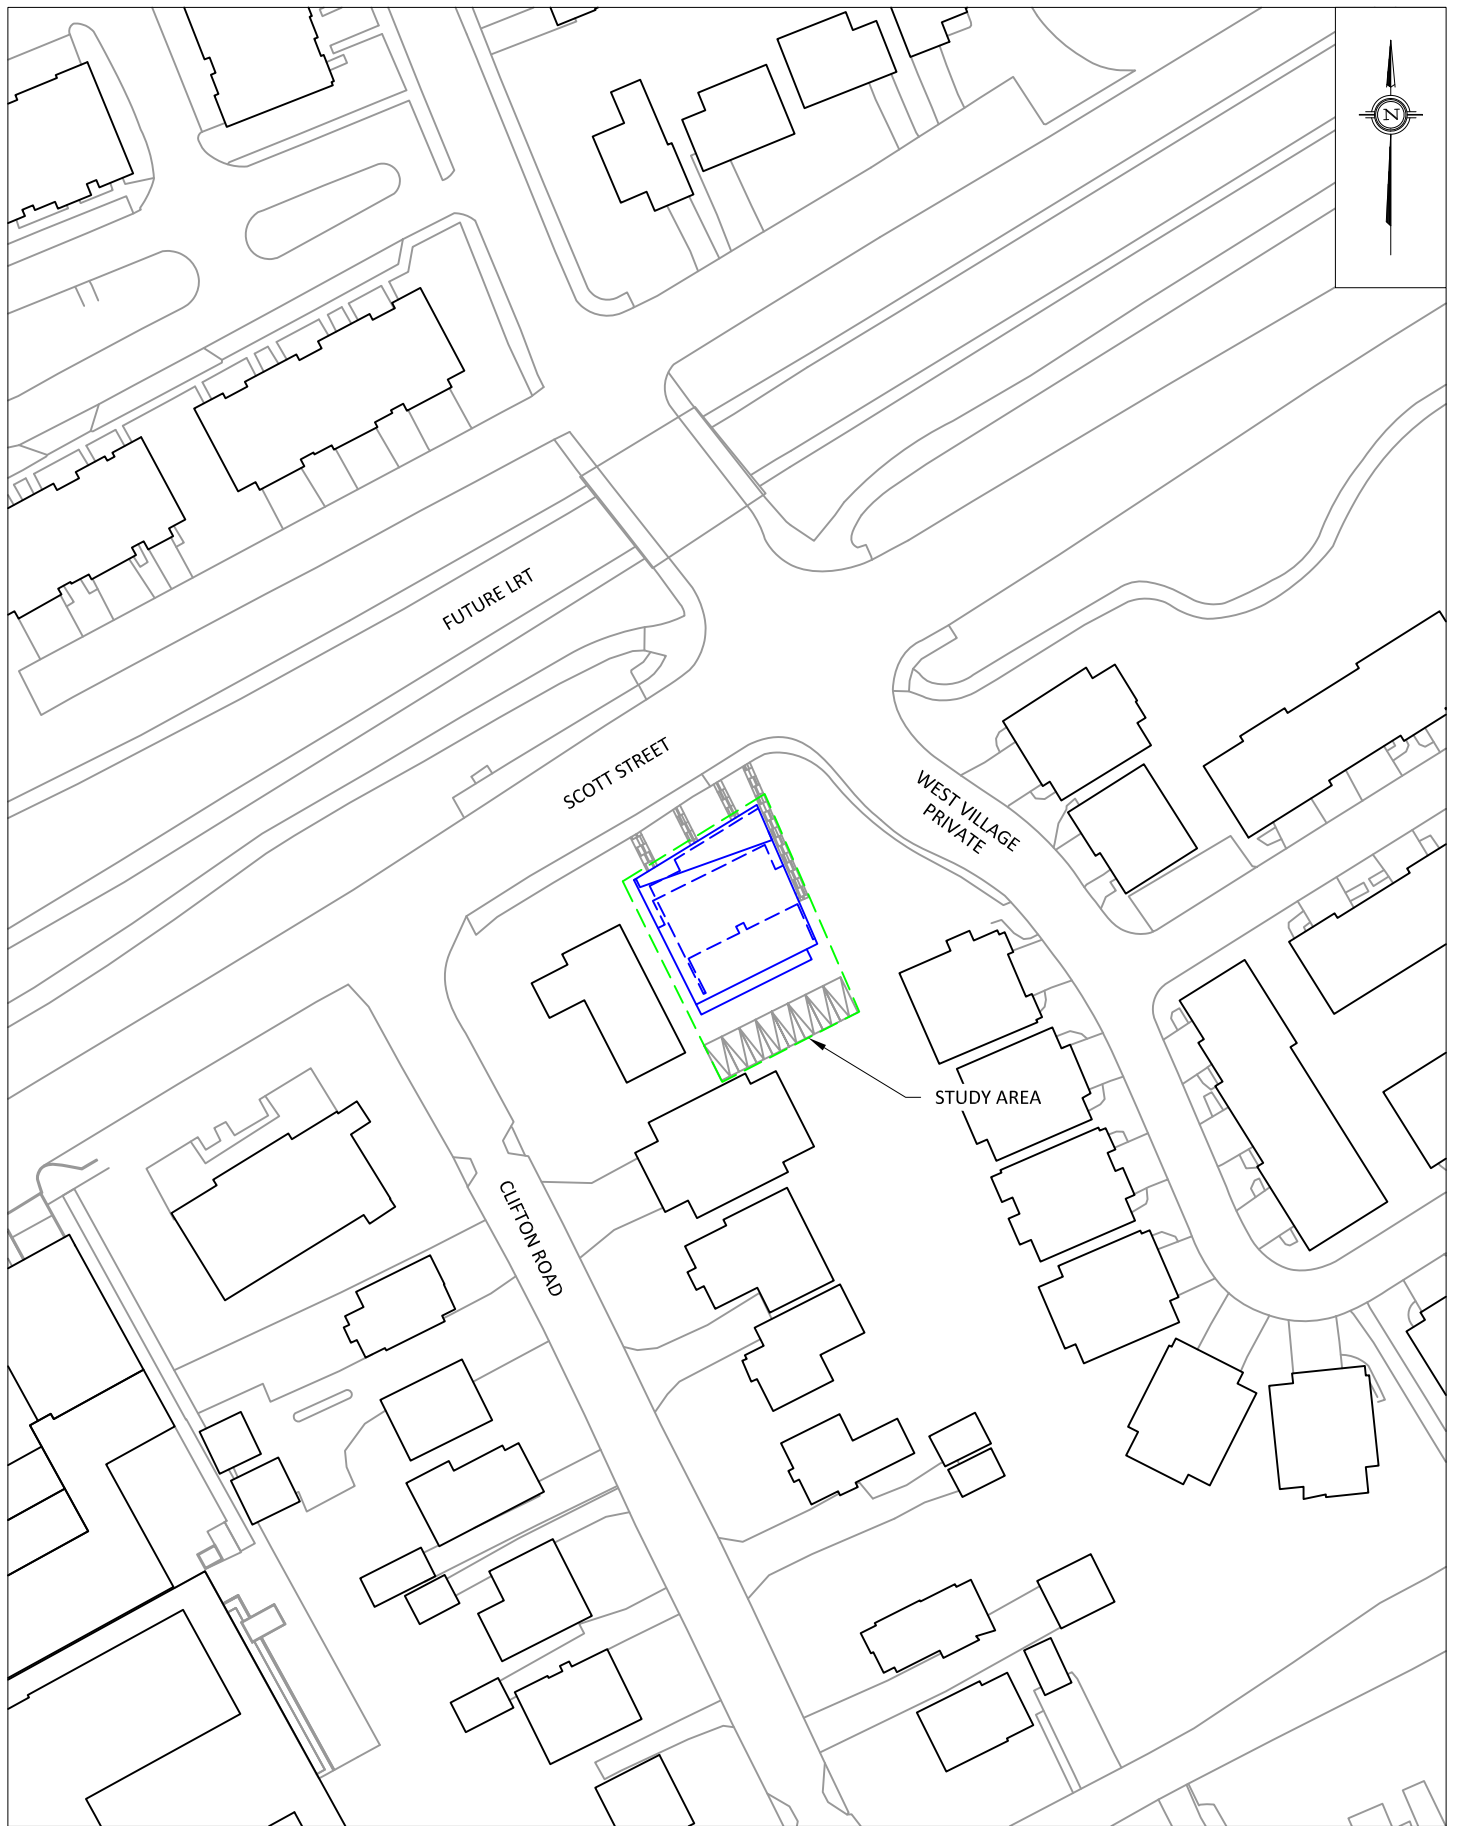 N
FUTURE LRT
SCOTT STREET
WEST VILLAGE
PRIVATE
STUDY AREA
CLIFTON ROAD